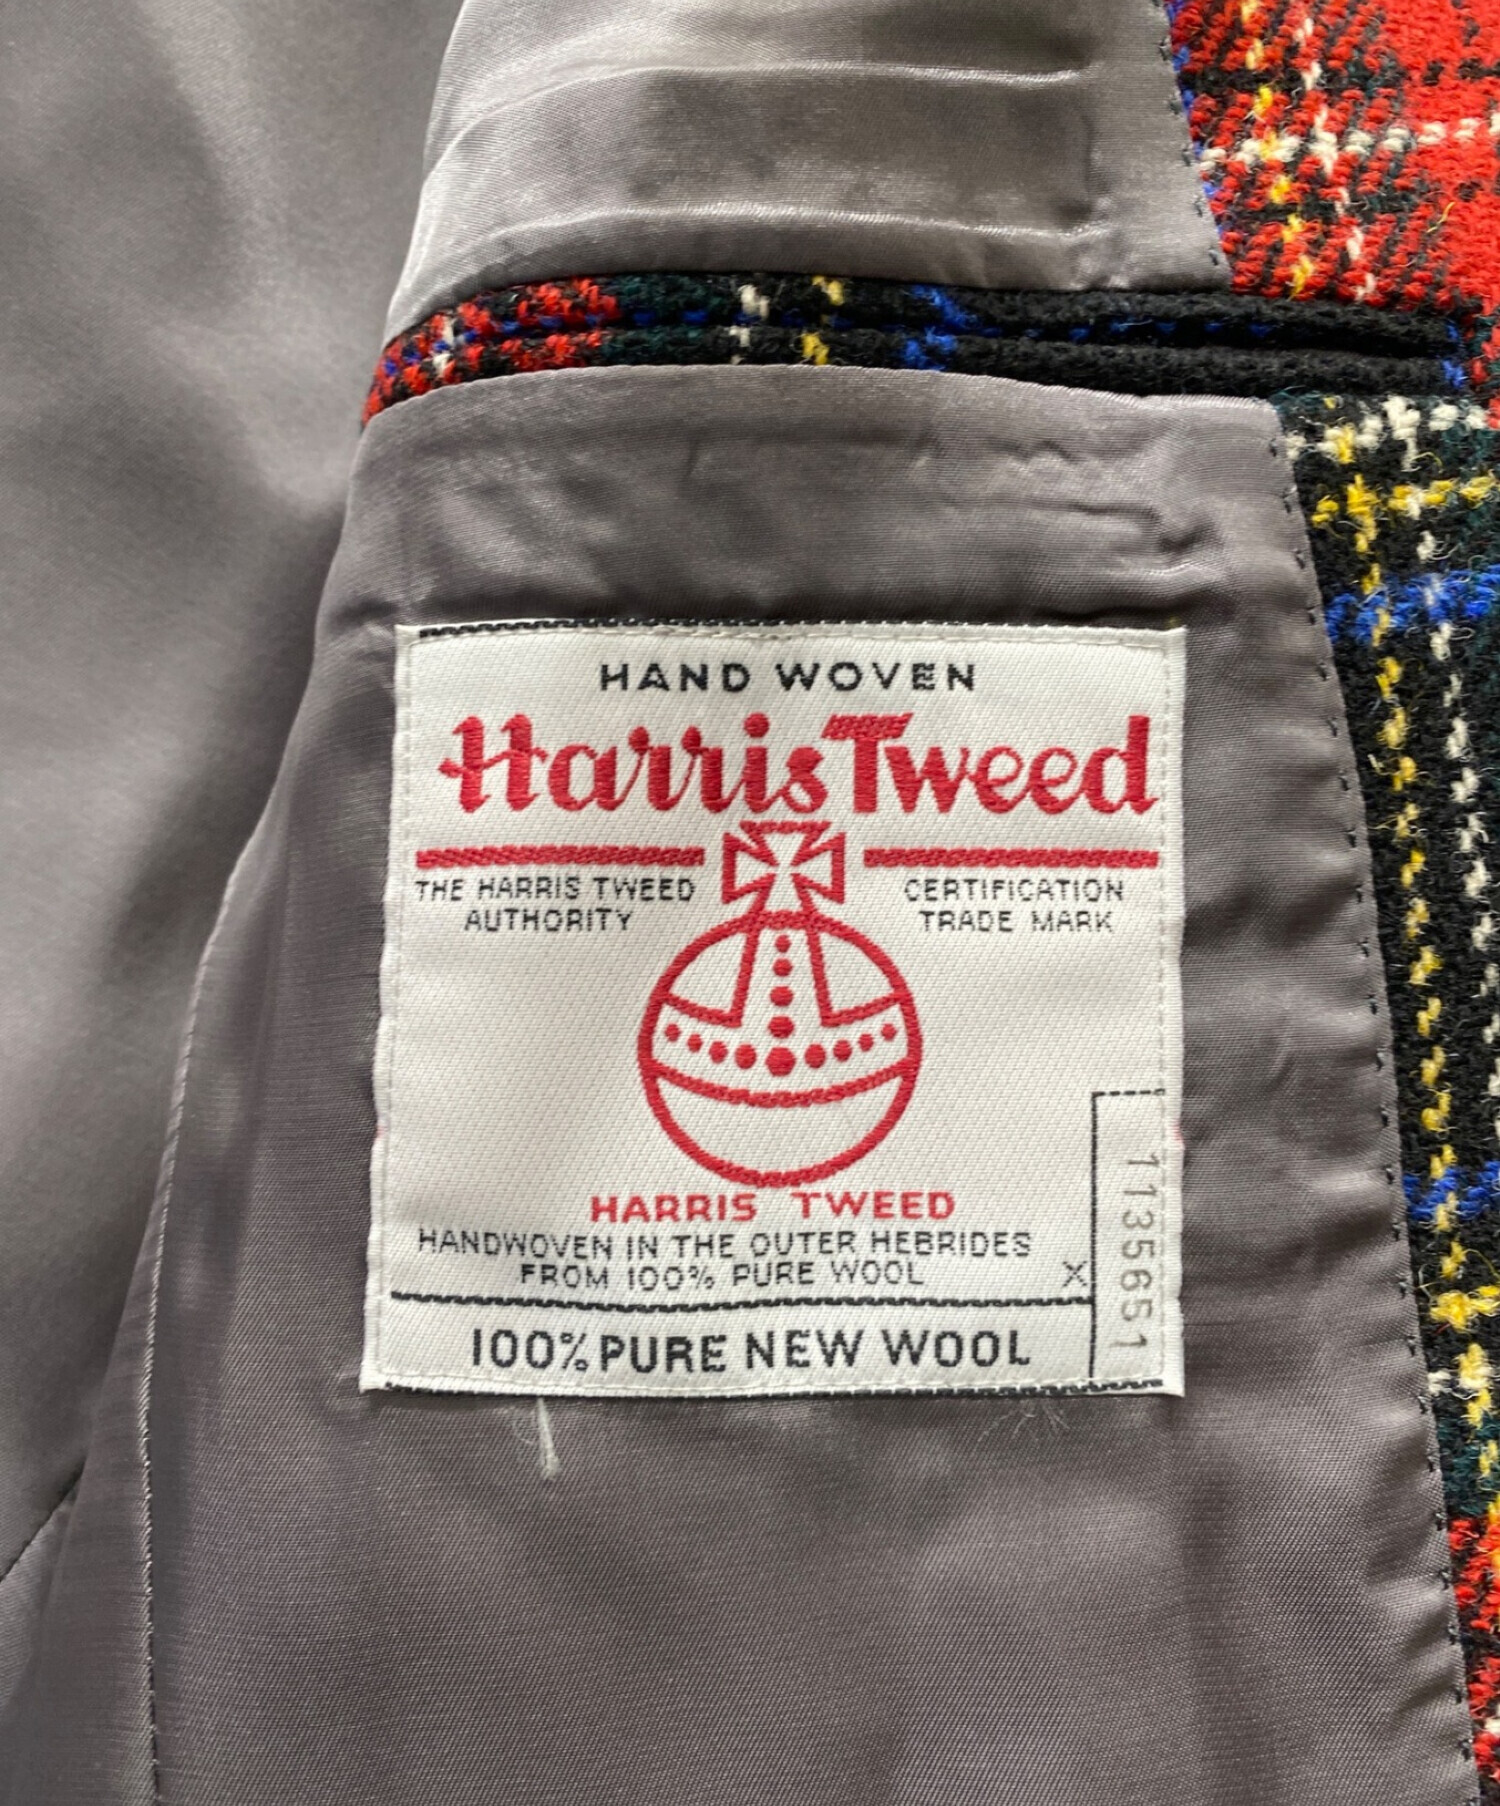 HAND WOVEN
Harris Tweed
THE HARRIS TWEED
AUTHORITY
CERTIFICATION
TRADE MARK
HARRIS TWEED
HANDWOVEN IN THE OUTER HEBRIDES
FROM 100% PURE WOOL
X
100% PURE NEW WOOL
1135651